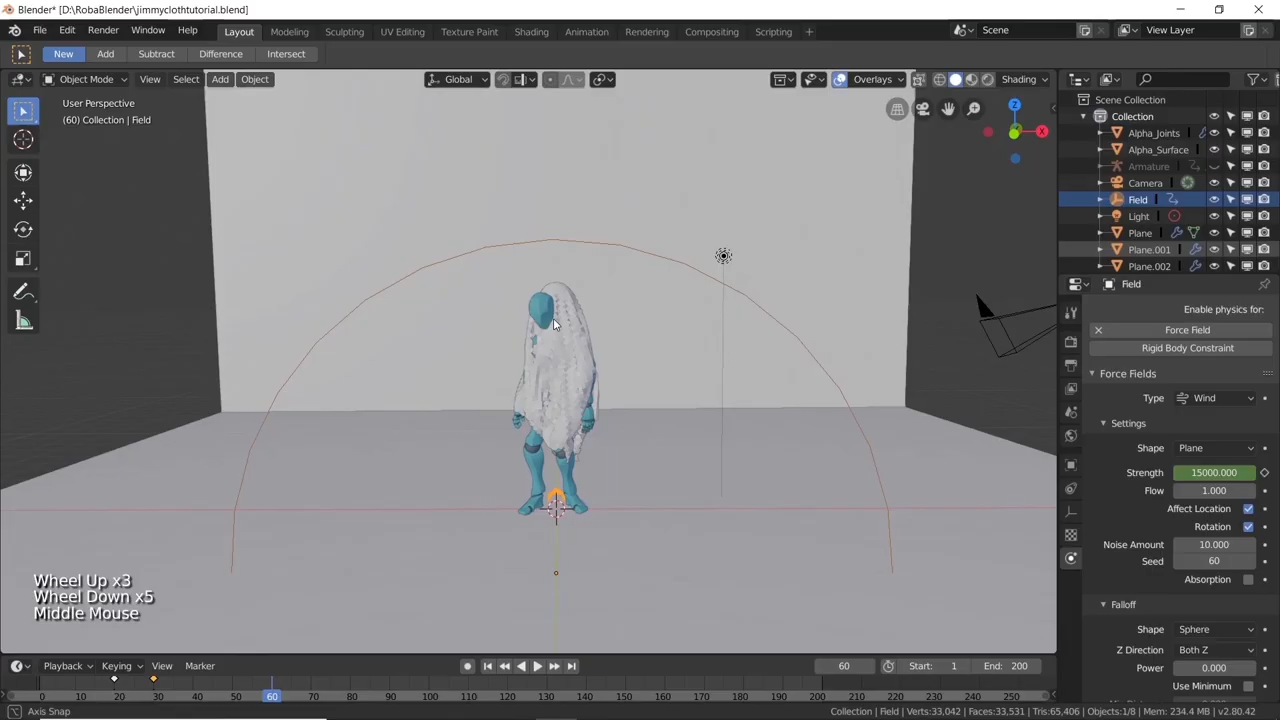 Blender* [D:\RobaBlender\jimmyclothtutorial.blend]
File Edit Render Window Help Layout Modeling Sculpting UV Editing Texture Paint Shading Animation Rendering Compositing Scripting + Scene View Layer
New Add Subtract Difference Intersect
Object Mode View Select Add Object Global Overlays Shading
User Perspective
(60) Collection | Field
Z
X
Scene Collection
Collection
Alpha_Joints
Alpha_Surface
Armature
Camera
Field
Light
Plane
Plane.001
Plane.002
Field
Enable physics for:
Force Field
Rigid Body Constraint
Force Fields
Type Wind
Settings
Shape Plane
Strength 15000.000
Flow 1.000
Affect Location
Rotation
Noise Amount 10.000
Seed 60
Absorption
Falloff
Shape Sphere
Z Direction Both Z
Power 0.000
Use Minimum
Wheel Up x3
Wheel Down x5
Middle Mouse
Playback Keying View Marker 60 Start: 1 End: 200
0 10 20 30 40 50 60 70 80 90 100 110 120 130 140 150 160 170 180 190 200 210 220 230 240 250
Axis Snap
Collection | Field | Verts:33,042 | Faces:33,531 | Tris:65,406 | Objects:1/8 | Mem: 234.4 MB | v2.80.42